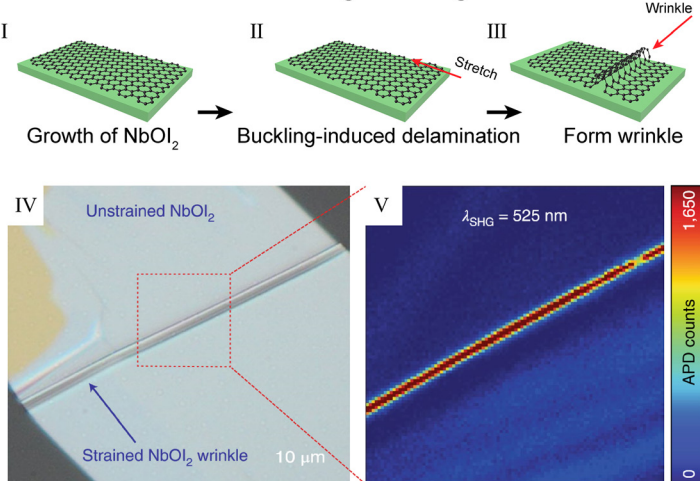 I
II
III
Wrinkle
Stretch
Growth of NbOI₂
Buckling-induced delamination
Form wrinkle
IV
Unstrained NbOI₂
Strained NbOI₂ wrinkle
10 μm
V
λSHG = 525 nm
1,650
APD counts
0